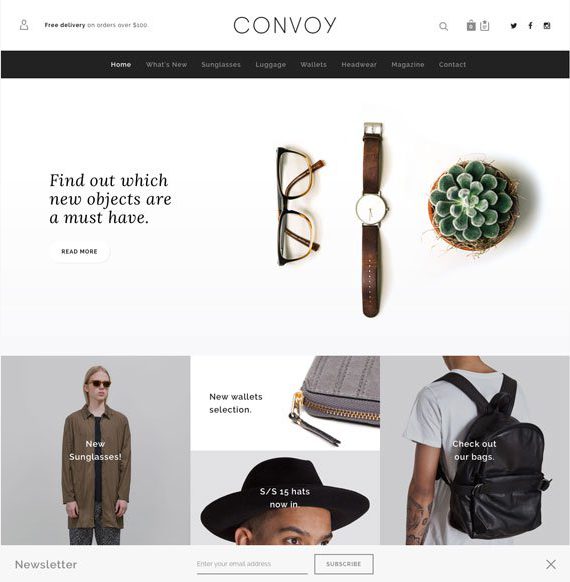 Free delivery on orders over $100.
CONVOY
0
Home What's New Sunglasses Luggage Wallets Headwear Magazine Contact
Find out which
new objects are
a must have.
READ MORE
New
Sunglasses!
New wallets
selection.
S/S 15 hats
now in.
Check out
our bags.
Newsletter
Enter your email address
SUBSCRIBE